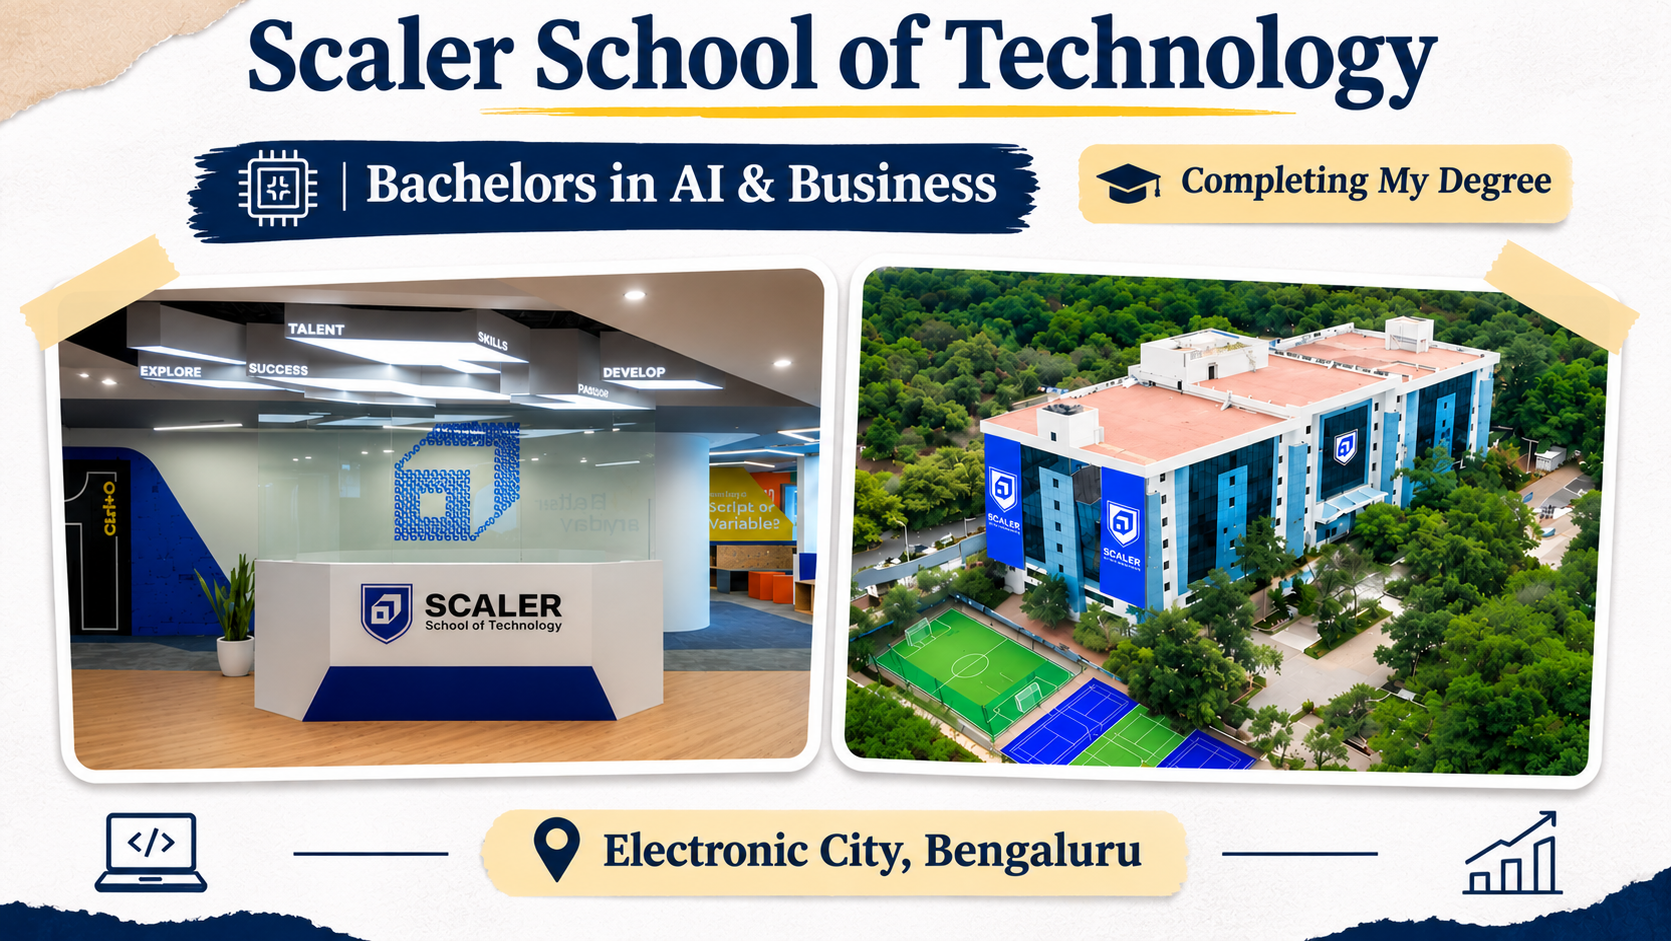 Scaler School of Technology
Bachelors in AI & Business
Completing My Degree
TALENT
SKILLS
EXPLORE
SUCCESS
DEVELOP
SCALER
School of Technology
Script or
Variable?
SCALER
SCALER
Electronic City, Bengaluru